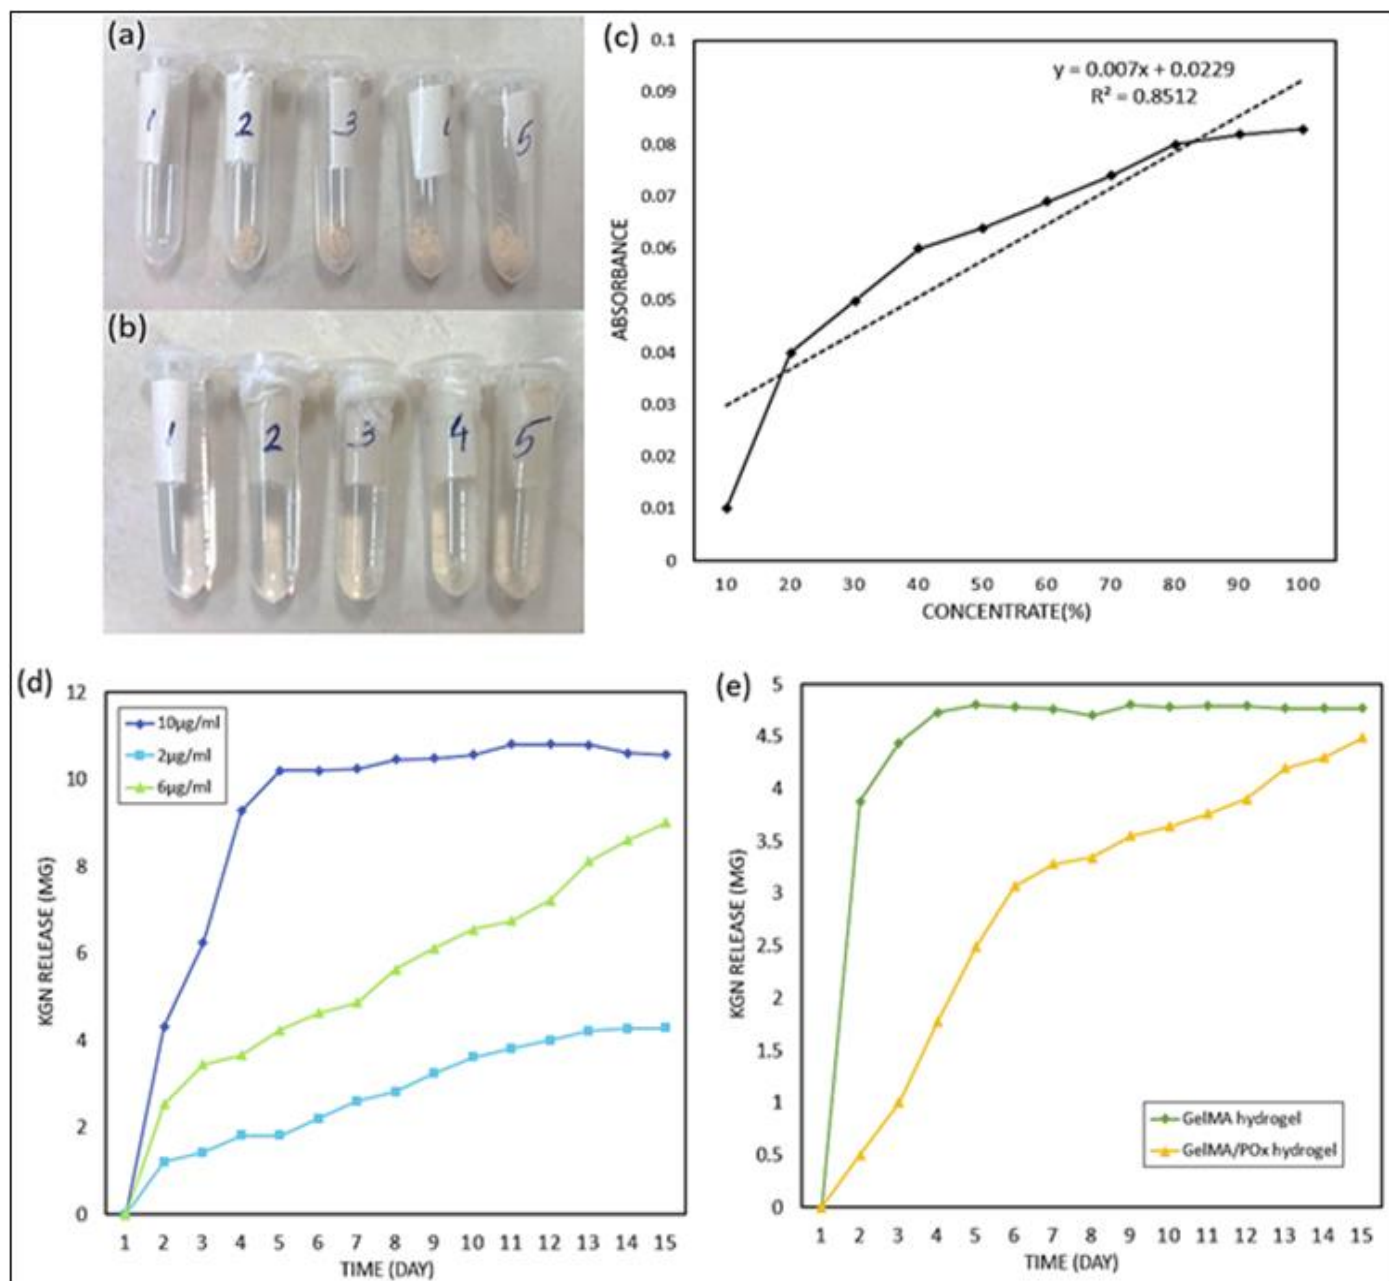 (a)
1 2 3 5
(b)
1 2 3 4 5
(c)
0.1
0.09
0.08
0.07
0.06
0.05
0.04
0.03
0.02
0.01
0
ABSORBANCE
y = 0.007x + 0.0229
R² = 0.8512
10 20 30 40 50 60 70 80 90 100
CONCENTRATE(%)
(d)
12
10
8
6
4
2
0
KGN RELEASE (MG)
10µg/ml
2µg/ml
6µg/ml
1 2 3 4 5 6 7 8 9 10 11 12 13 14 15
TIME (DAY)
(e)
5
4.5
4
3.5
3
2.5
2
1.5
1
0.5
0
KGN RELEASE (MG)
GelMA hydrogel
GelMA/POx hydrogel
1 2 3 4 5 6 7 8 9 10 11 12 13 14 15
TIME (DAY)